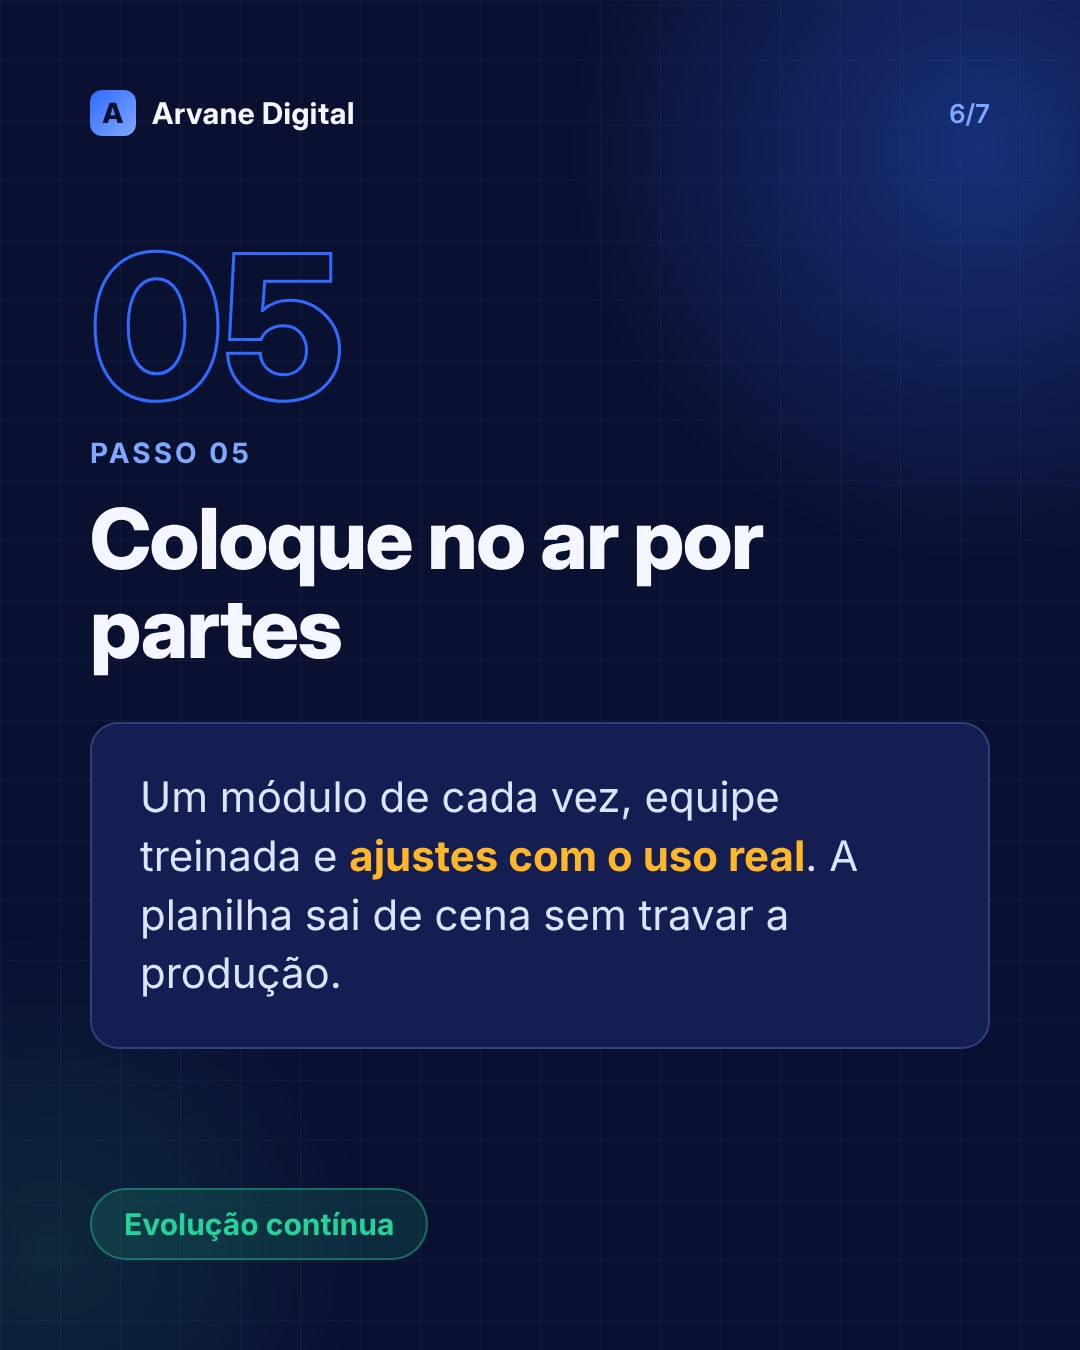 A Arvane Digital
6/7
05
PASSO 05
Coloque no ar por
partes
Um módulo de cada vez, equipe
treinada e ajustes com o uso real. A
planilha sai de cena sem travar a
produção.
Evolução contínua